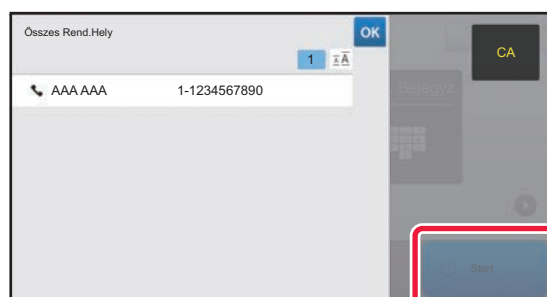 Összes Rend.Hely
OK
CA
1
AAA AAA 1-1234567890
Bejegyz.
Start